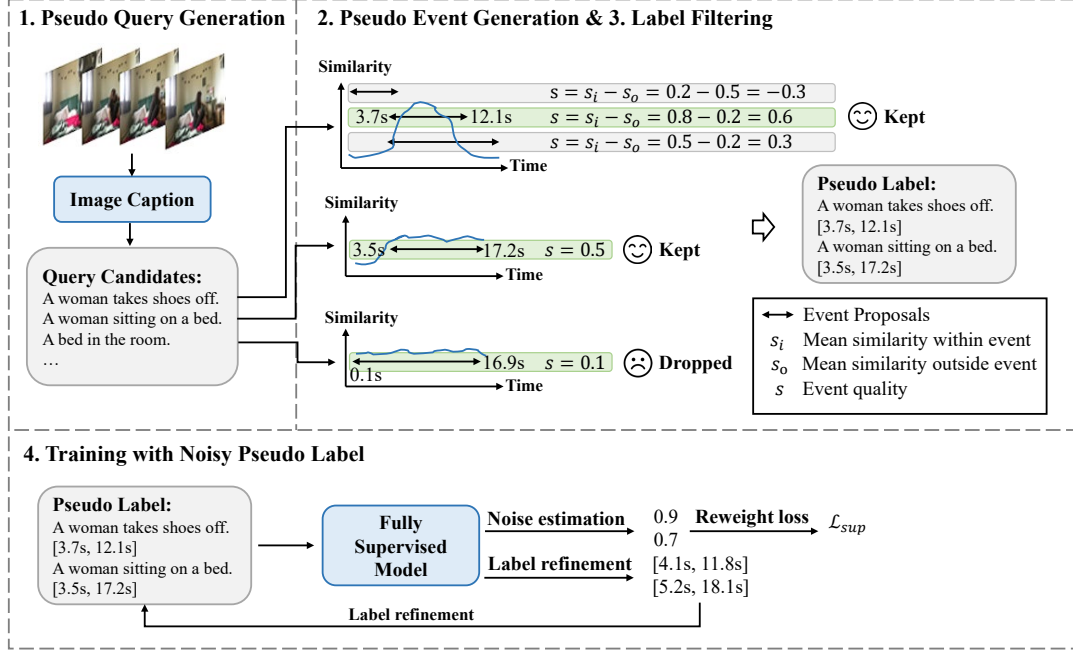 1. Pseudo Query Generation
Image Caption
Query Candidates:
A woman takes shoes off.
A woman sitting on a bed.
A bed in the room.
…
2. Pseudo Event Generation & 3. Label Filtering
Similarity
s = s_i − s_o = 0.2 − 0.5 = −0.3
3.7s 12.1s s = s_i − s_o = 0.8 − 0.2 = 0.6
Kept
s = s_i − s_o = 0.5 − 0.2 = 0.3
Time
Similarity
3.5s 17.2s s = 0.5
Kept
Time
Similarity
0.1s 16.9s s = 0.1
Dropped
Time
Pseudo Label:
A woman takes shoes off.
[3.7s, 12.1s]
A woman sitting on a bed.
[3.5s, 17.2s]
Event Proposals
s_i Mean similarity within event
s_o Mean similarity outside event
s Event quality
4. Training with Noisy Pseudo Label
Pseudo Label:
A woman takes shoes off.
[3.7s, 12.1s]
A woman sitting on a bed.
[3.5s, 17.2s]
Fully
Supervised
Model
Noise estimation
Label refinement
0.9
0.7
[4.1s, 11.8s]
[5.2s, 18.1s]
Reweight loss
ℒ_sup
Label refinement